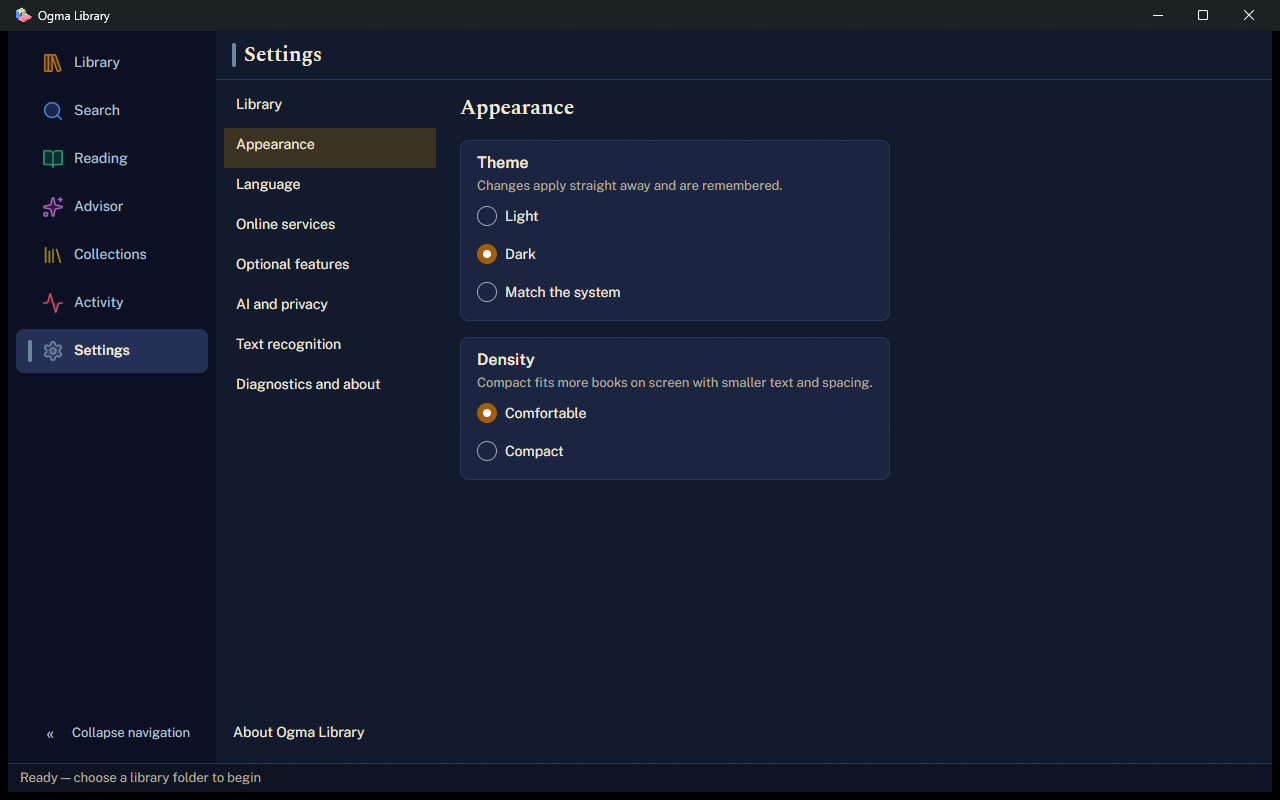 Ogma Library
Library
Search
Reading
Advisor
Collections
Activity
Settings
« Collapse navigation
Settings
Library
Appearance
Language
Online services
Optional features
AI and privacy
Text recognition
Diagnostics and about
About Ogma Library
Appearance
Theme
Changes apply straight away and are remembered.
Light
Dark
Match the system
Density
Compact fits more books on screen with smaller text and spacing.
Comfortable
Compact
Ready — choose a library folder to begin